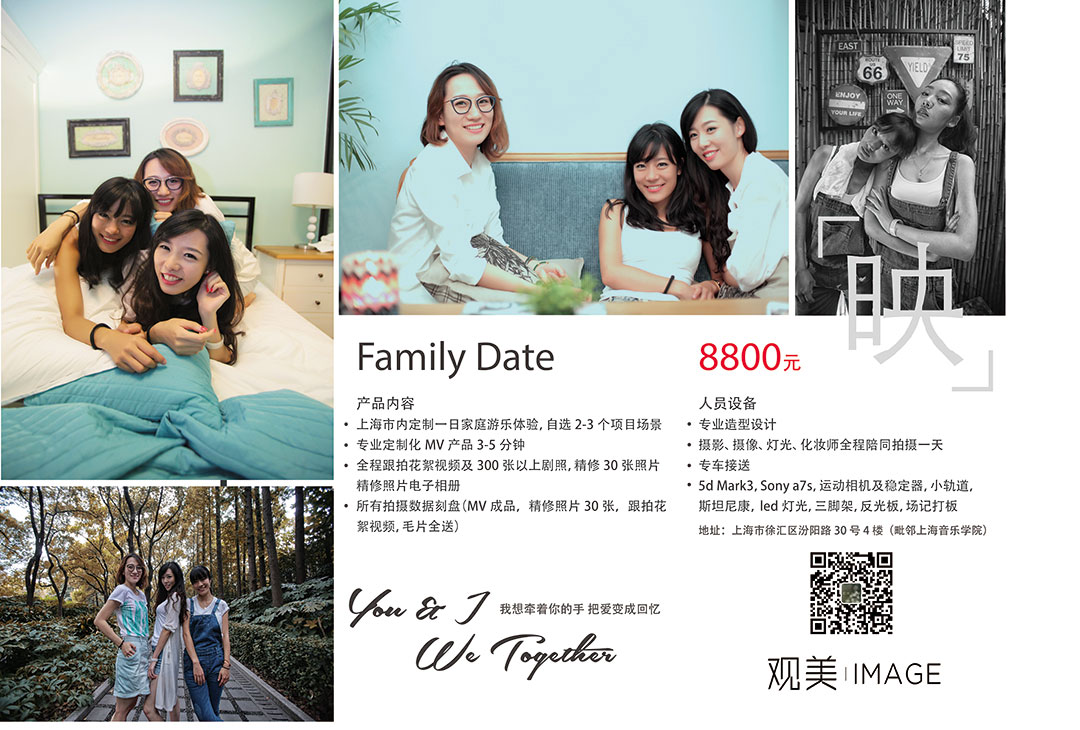 EAST
ROUTE
66
YIELD
SPEED
LIMIT
75
ENJOY
YOUR LIFE
ONE
WAY
「映」
Family Date
产品内容
• 上海市内定制一日家庭游乐体验, 自选 2-3 个项目场景
• 专业定制化 MV 产品 3-5 分钟
• 全程跟拍花絮视频及 300 张以上剧照, 精修 30 张照片
精修照片电子相册
• 所有拍摄数据刻盘(MV 成品，精修照片 30 张，跟拍花
絮视频, 毛片全送)
8800元
人员设备
• 专业造型设计
• 摄影、摄像、灯光、化妆师全程陪同拍摄一天
• 专车接送
• 5d Mark3, Sony a7s, 运动相机及稳定器, 小轨道,
斯坦尼康, led 灯光, 三脚架, 反光板, 场记打板
地址：上海市徐汇区汾阳路 30 号 4 楼（毗邻上海音乐学院）
You & I
我想牵着你的手 把爱变成回忆
We Together
观美 | IMAGE